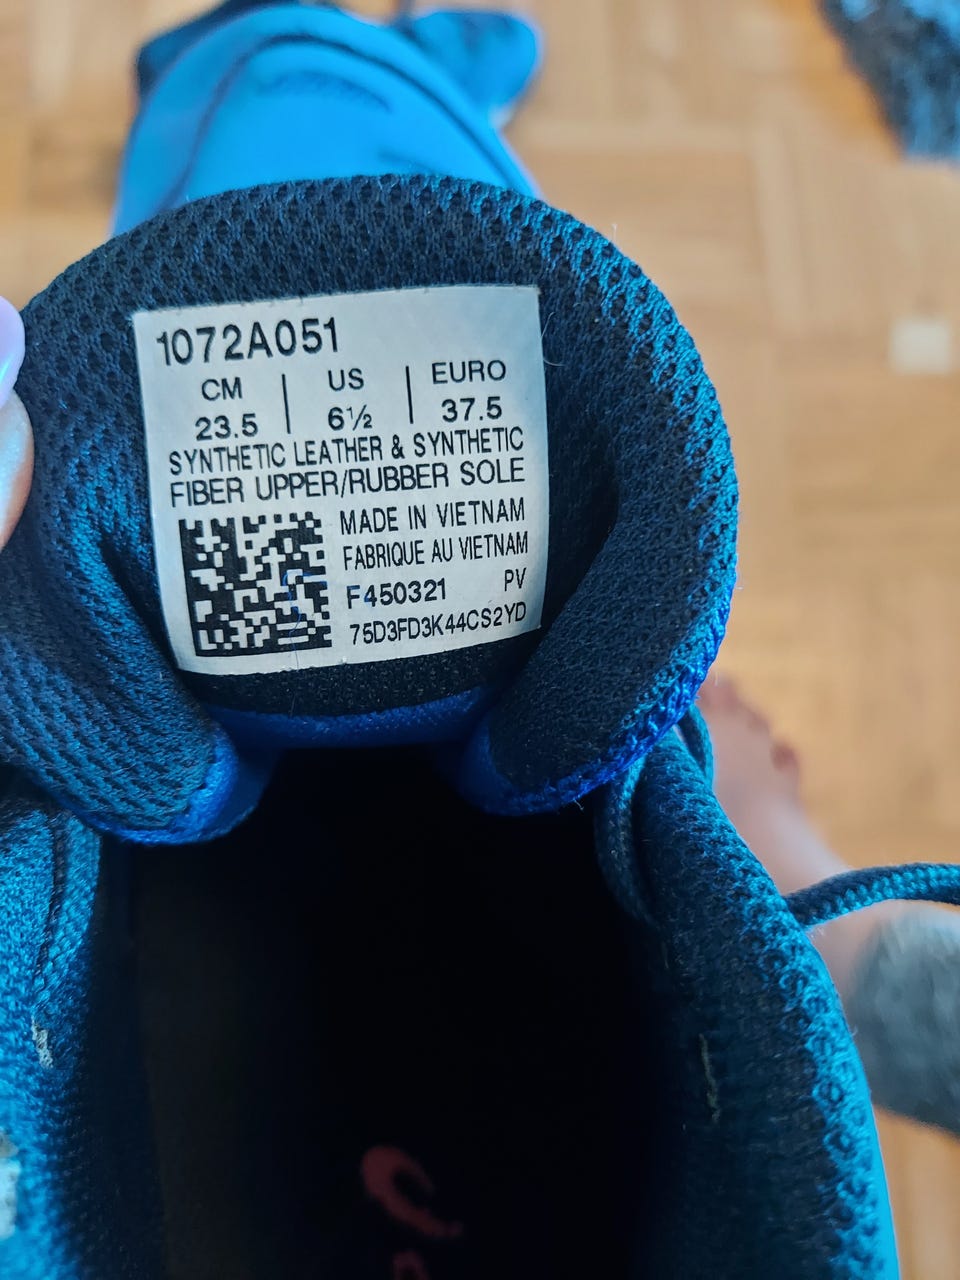 1072A051
CM | US | EURO
23.5 | 6½ | 37.5
SYNTHETIC LEATHER & SYNTHETIC
FIBER UPPER/RUBBER SOLE
MADE IN VIETNAM
FABRIQUE AU VIETNAM
F450321 PV
75D3FD3K44CS2YD